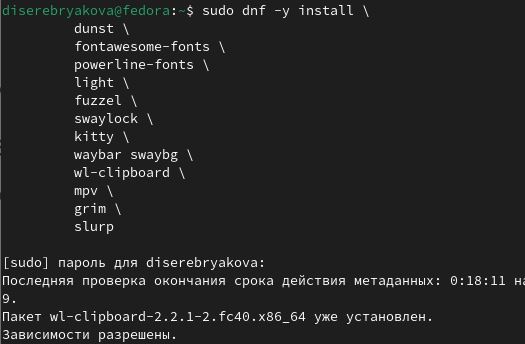 diserebryakova@fedora:~$ sudo dnf -y install \
dunst \
fontawesome-fonts \
powerline-fonts \
light \
fuzzel \
swaylock \
kitty \
waybar swaybg \
wl-clipboard \
mpv \
grim \
slurp
[sudo] пароль для diserebryakova:
Последняя проверка окончания срока действия метаданных: 0:18:11
9.
Пакет wl-clipboard-2.2.1-2.fc40.x86_64 уже установлен.
Зависимости разрешены.